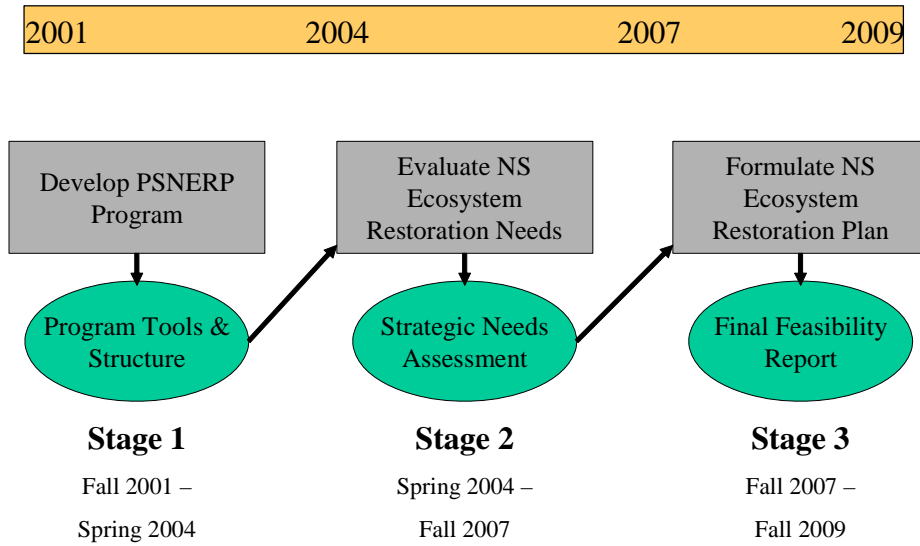 2001 2004 2007 2009
Develop PSNERP
Program
Evaluate NS
Ecosystem
Restoration Needs
Formulate NS
Ecosystem
Restoration Plan
Program Tools &
Structure
Strategic Needs
Assessment
Final Feasibility
Report
Stage 1
Fall 2001 –
Spring 2004
Stage 2
Spring 2004 –
Fall 2007
Stage 3
Fall 2007 –
Fall 2009